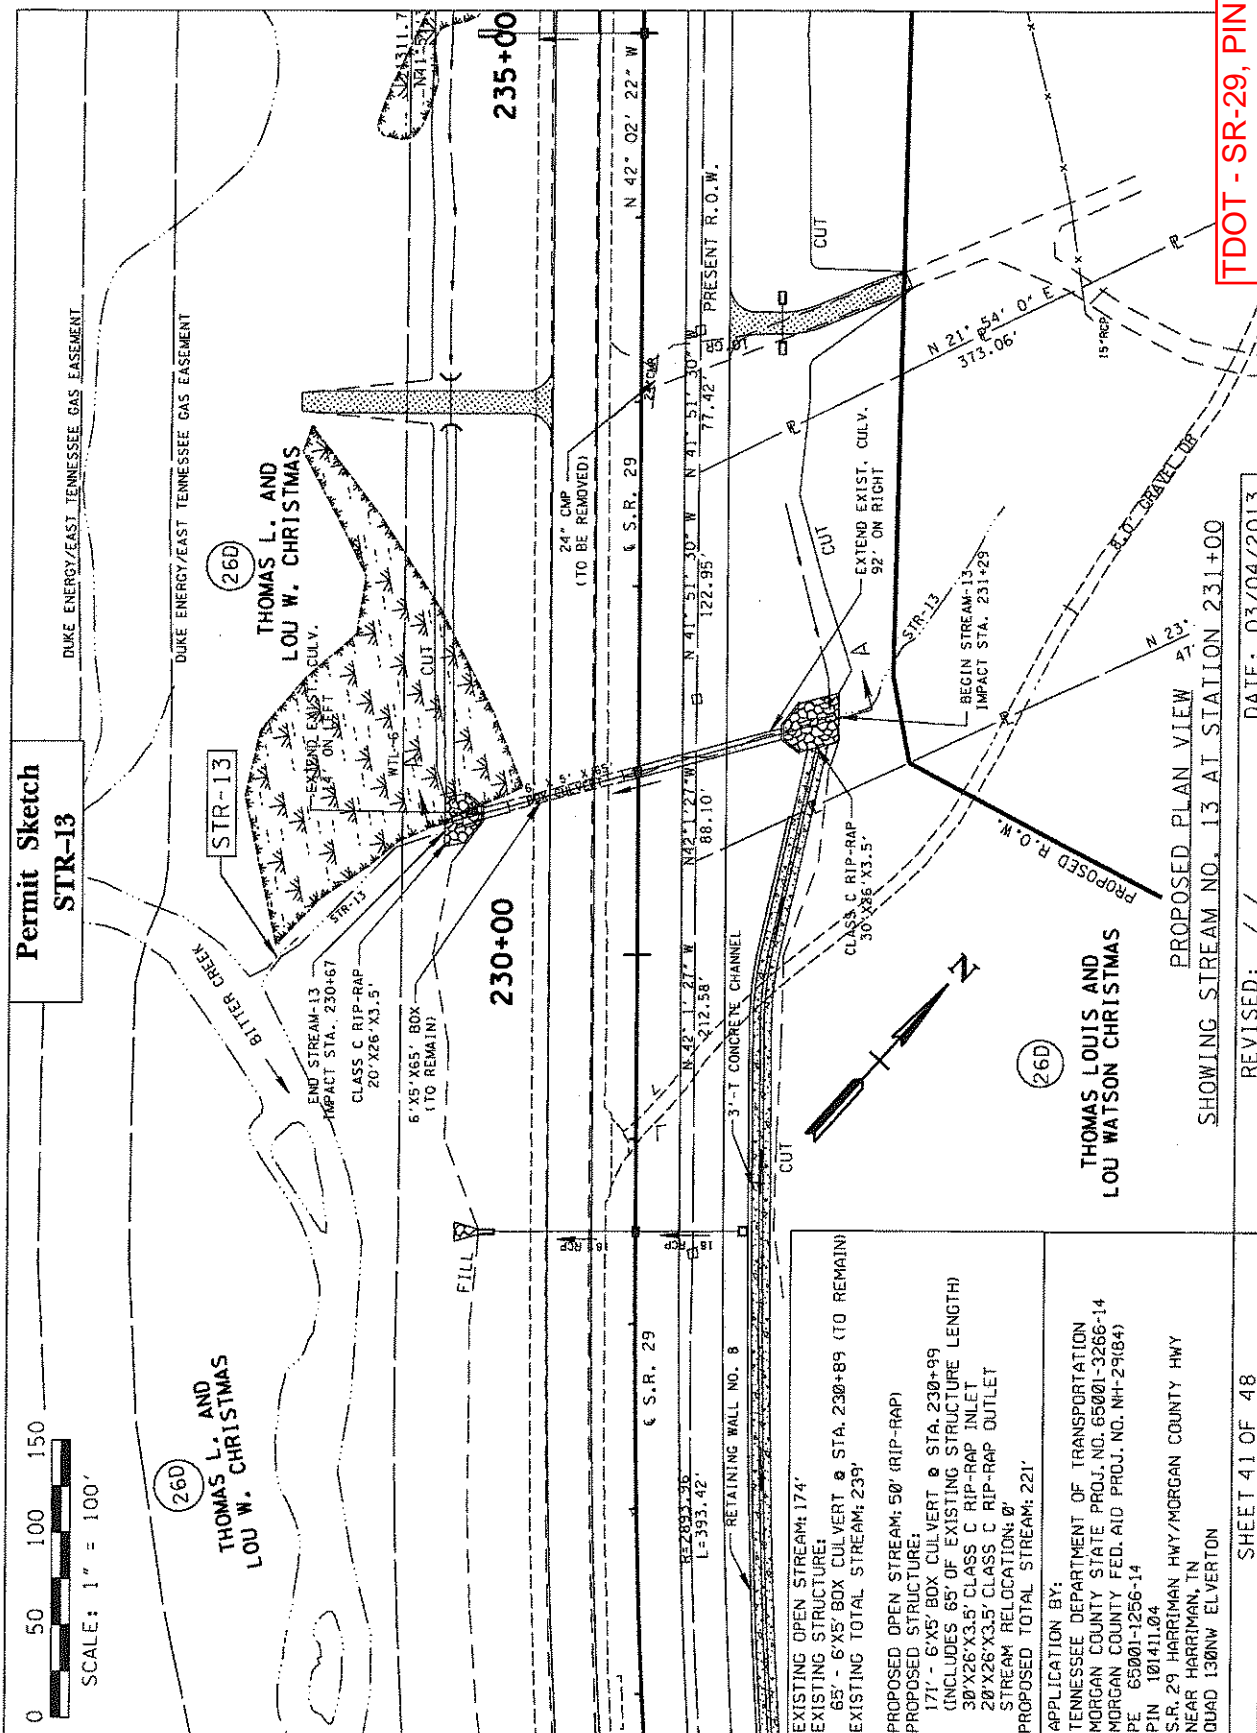 Permit Sketch
STR-13
0 50 100 150
SCALE: 1" = 100'
DUKE ENERGY/EAST TENNESSEE GAS EASEMENT
DUKE ENERGY/EAST TENNESSEE GAS EASEMENT
26D
THOMAS L. AND
LOU W. CHRISTMAS
BITTER CREEK
STR-13
STR-13
26D
THOMAS L. AND
LOU W. CHRISTMAS
EXTEND EXIST. CULV.
ON LEFT
WTL-6
CUT
END STREAM-13
IMPACT STA. 230+67
CLASS C RIP-RAP
20'X26'X3.5'
6'X5'X65' BOX
(TO REMAIN)
FILL
230+00
235+00
24" CMP
(TO BE REMOVED)
18" RCP
18" RCP
℄ S.R. 29
℄ S.R. 29
N 42° 02' 22" W
R=2893.96'
L=393.42'
N 42° 1' 27" W
212.58'
N42°1'27"W
88.10'
N 41° 51' 30" W
122.95'
N 41° 51' 30" W
77.42'
PRESENT R.O.W.
RETAINING WALL NO. 8
3'-T CONCRETE CHANNEL
CUT
CLASS C RIP-RAP
30'X26'X3.5'
EXTEND EXIST. CULV.
92' ON RIGHT
CUT
CUT
STR-13
BEGIN STREAM-13
IMPACT STA. 231+29
N 21° 54' 0" E
373.06'
15" RCP
8.0' GRAVEL DR
N 23°
47'
PROPOSED R.O.W.
N
26D
THOMAS LOUIS AND
LOU WATSON CHRISTMAS
EXISTING OPEN STREAM: 174'
EXISTING STRUCTURE:
65' - 6'X5' BOX CULVERT @ STA. 230+89 (TO REMAIN)
EXISTING TOTAL STREAM: 239'
PROPOSED OPEN STREAM: 50' (RIP-RAP)
PROPOSED STRUCTURE:
171' - 6'X5' BOX CULVERT @ STA. 230+99
(INCLUDES 65' OF EXISTING STRUCTURE LENGTH)
30'X26'X3.5' CLASS C RIP-RAP INLET
20'X26'X3.5' CLASS C RIP-RAP OUTLET
STREAM RELOCATION: 0'
PROPOSED TOTAL STREAM: 221'
APPLICATION BY:
TENNESSEE DEPARTMENT OF TRANSPORTATION
MORGAN COUNTY STATE PROJ. NO. 65001-3266-14
MORGAN COUNTY FED. AID PROJ. NO. NH-29(84)
PE 65001-1256-14
PIN 101411.04
S.R. 29 HARRIMAN HWY/MORGAN COUNTY HWY
NEAR HARRIMAN, TN
QUAD 130NW ELVERTON
PROPOSED PLAN VIEW
SHOWING STREAM NO. 13 AT STATION 231+00
SHEET 41 OF 48
REVISED: / /
DATE: 03/04/2013
TDOT - SR-29, PIN